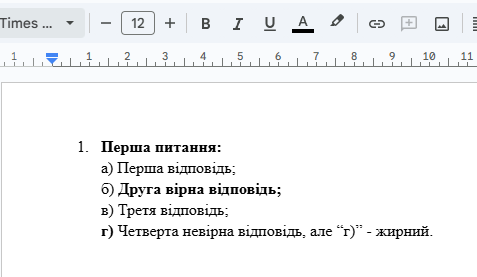 Times ...
12
B I U A
1 1 2 3 4 5 6 7 8 9 10 11
1. Перша питання:
а) Перша відповідь;
б) Друга вірна відповідь;
в) Третя відповідь;
г) Четверта невірна відповідь, але “г)” - жирний.